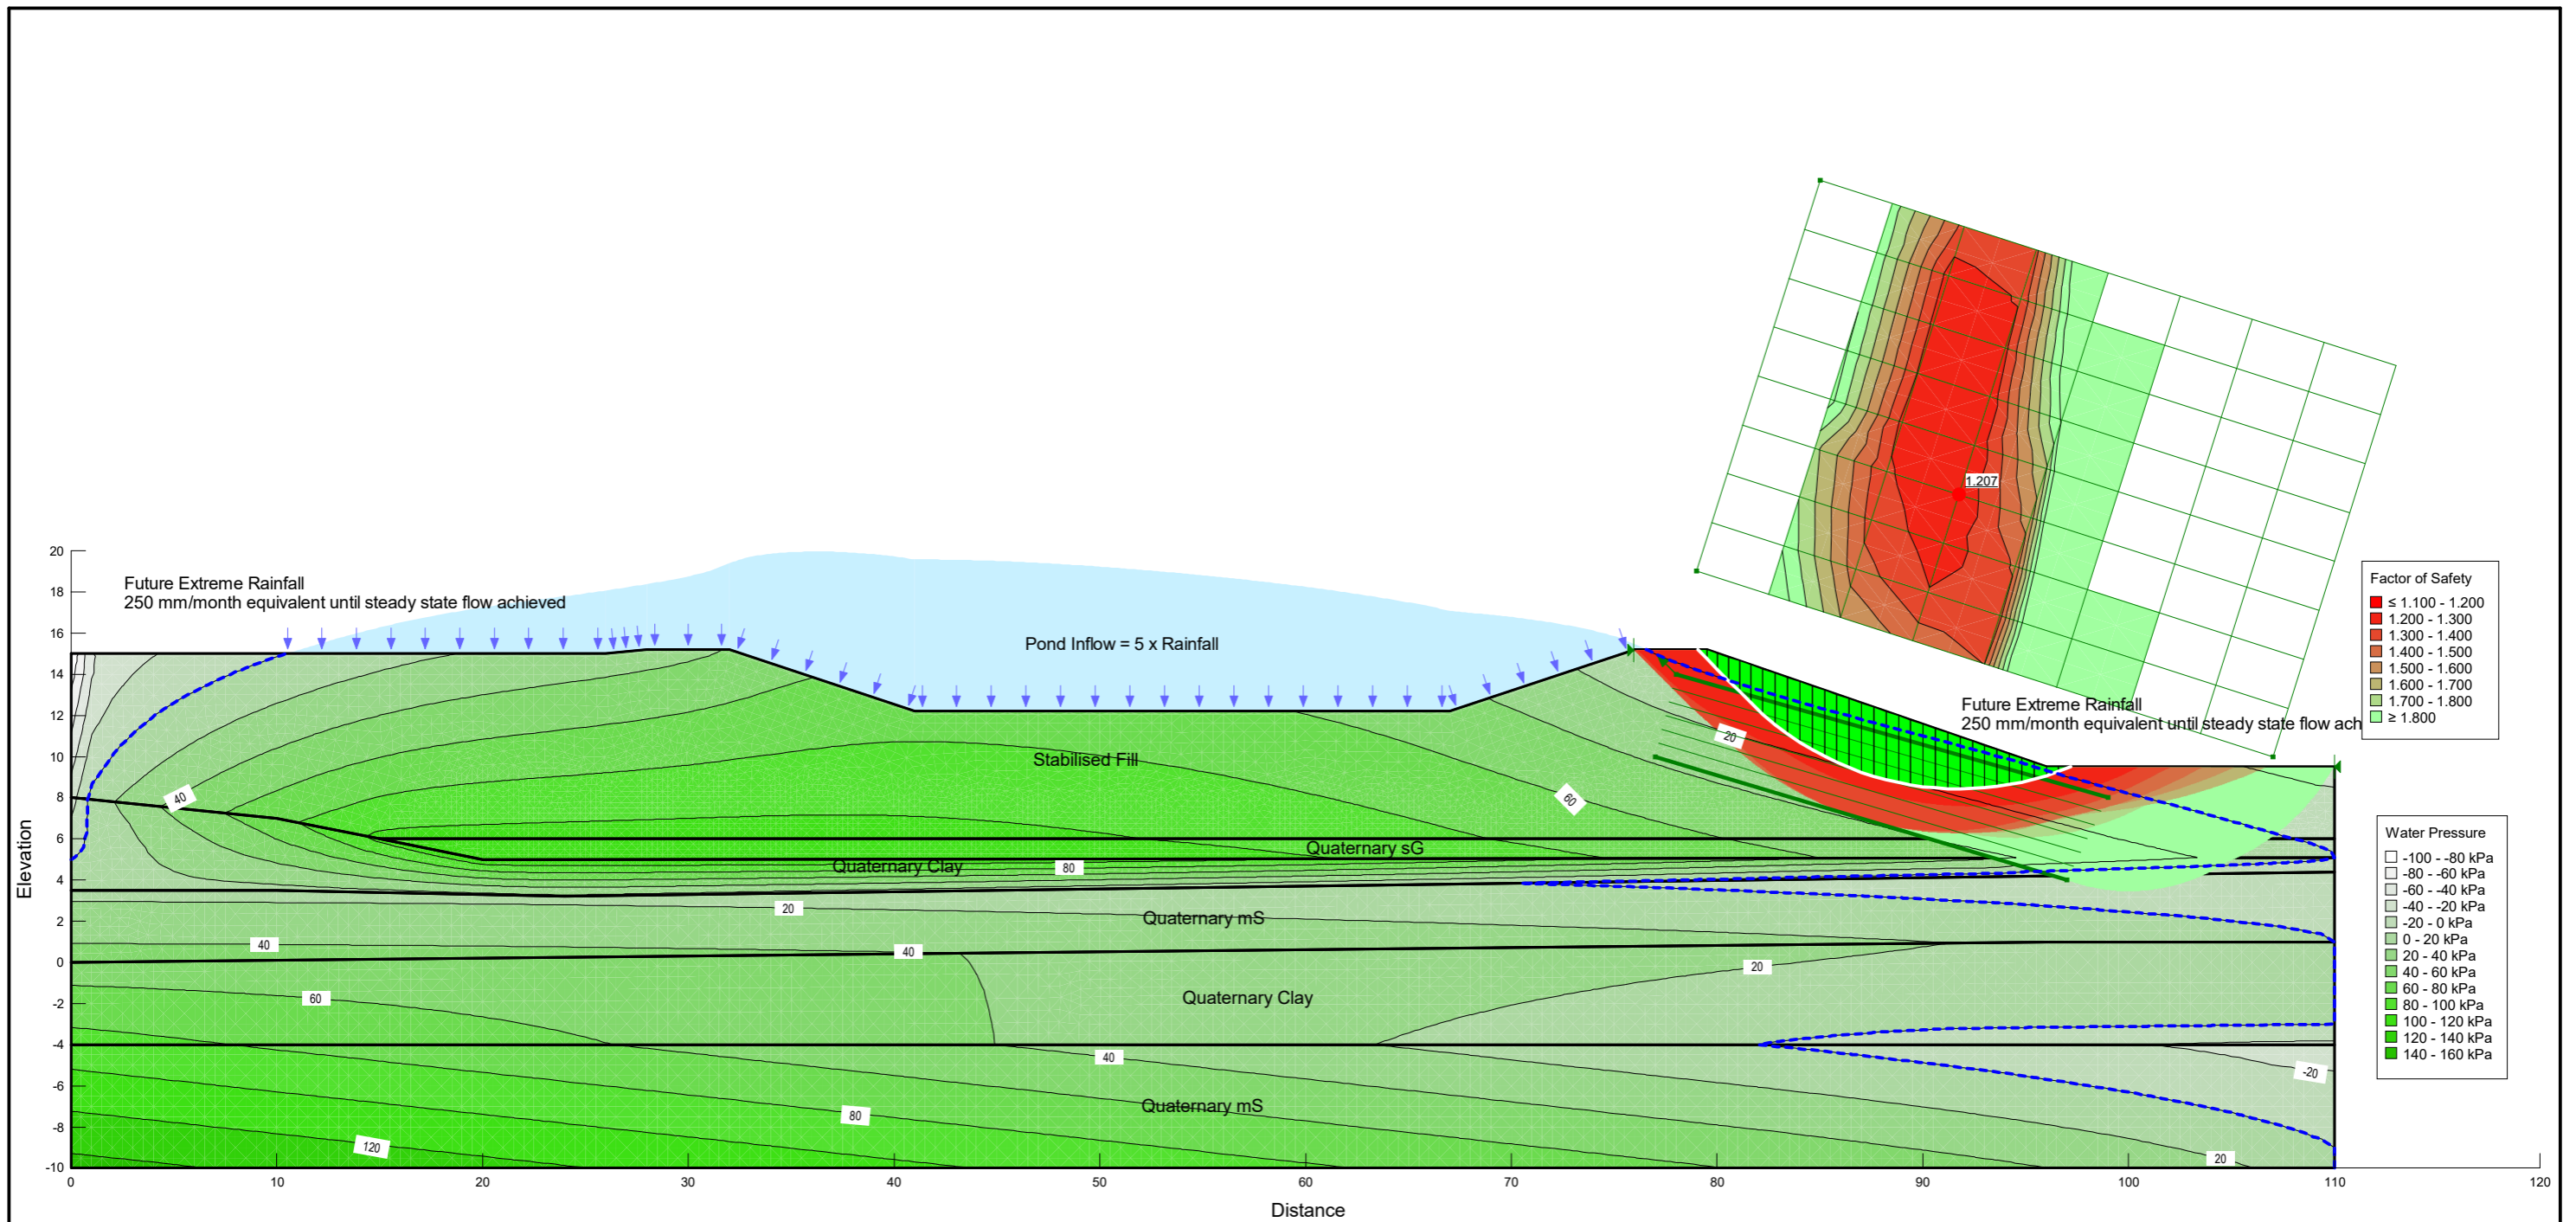 1.207
20
18
16
14
12
10
8
6
4
2
0
-2
-4
-6
-8
-10
Elevation
Future Extreme Rainfall
250 mm/month equivalent until steady state flow achieved
Pond Inflow = 5 x Rainfall
Stabilised Fill
Quaternary sG
Quaternary Clay
Quaternary mS
Quaternary Clay
Quaternary mS
40
80
60
20
20
40
40
20
60
40
80
120
20
-20
Future Extreme Rainfall
250 mm/month equivalent until steady state flow ach
Factor of Safety
≤ 1.100 - 1.200
1.200 - 1.300
1.300 - 1.400
1.400 - 1.500
1.500 - 1.600
1.600 - 1.700
1.700 - 1.800
≥ 1.800
Water Pressure
-100 - -80 kPa
-80 - -60 kPa
-60 - -40 kPa
-40 - -20 kPa
-20 - 0 kPa
0 - 20 kPa
20 - 40 kPa
40 - 60 kPa
60 - 80 kPa
80 - 100 kPa
100 - 120 kPa
120 - 140 kPa
140 - 160 kPa
0 10 20 30 40 50 60 70 80 90 100 110 120
Distance